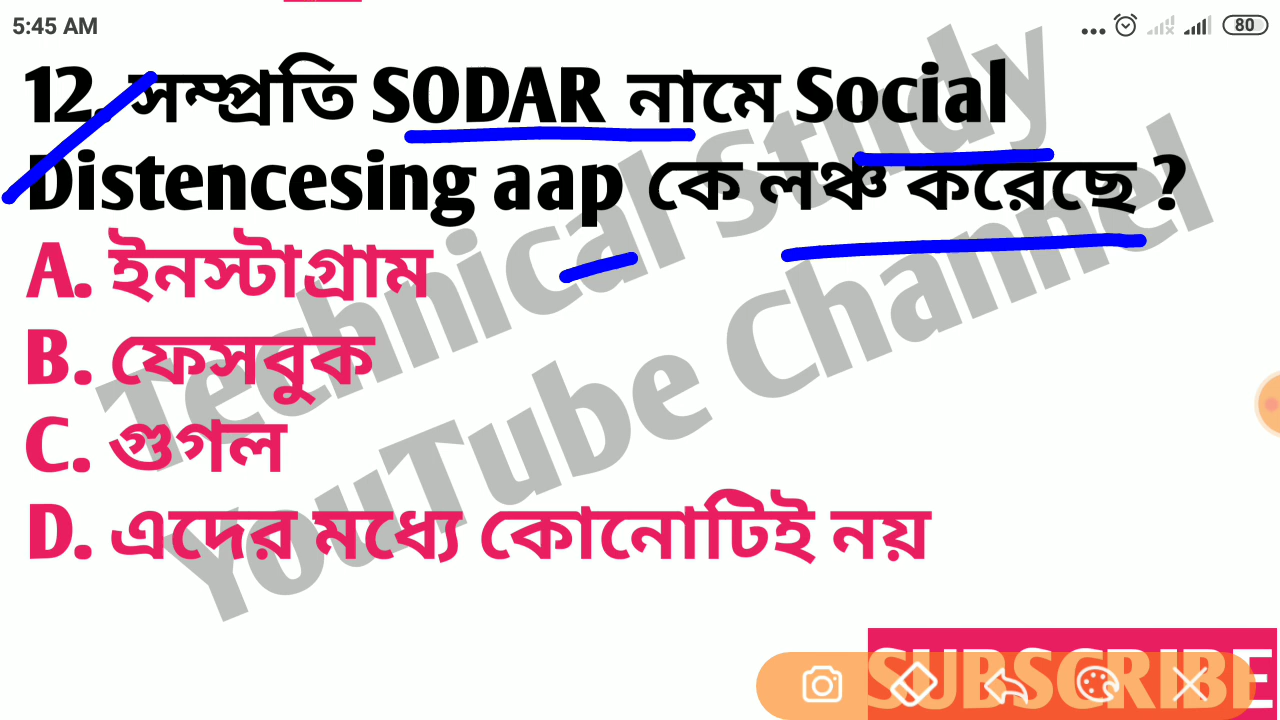 5:45 AM
80
12. সম্প্রতি SODAR নামে Social
Distencesing aap কে লঞ্চ করেছে ?
A. ইনস্টাগ্রাম
B. ফেসবুক
C. গুগল
D. এদের মধ্যে কোনোটিই নয়
Technical Study
YouTube Channel
SUBSCRIBE